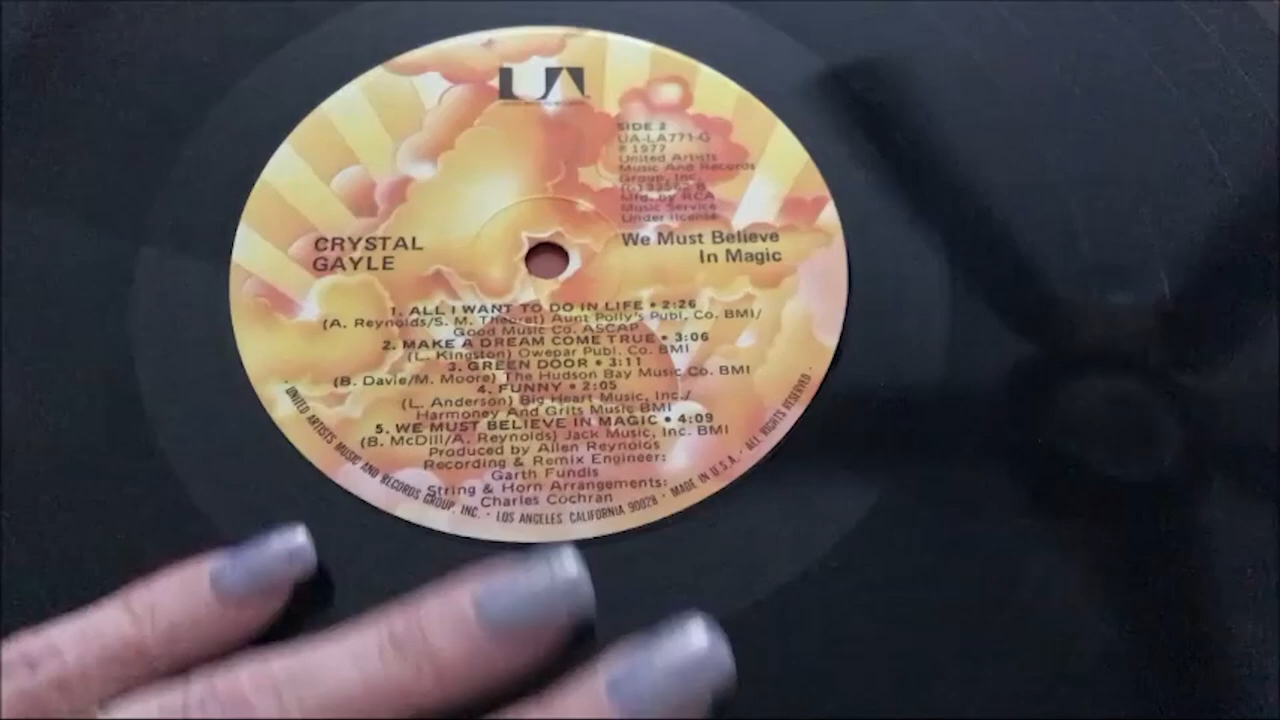 UA
SIDE 2
UA-LA771-G
℗ 1977
United Artists
Music And Records
Group, Inc.
Mfg. by RCA
Music Service
Under license
CRYSTAL
GAYLE
We Must Believe
In Magic
1. ALL I WANT TO DO IN LIFE • 2:26
(A. Reynolds/S. M. Theoret) Aunt Polly's Publ. Co. BMI/
Good Music Co. ASCAP
2. MAKE A DREAM COME TRUE • 3:06
(L. Kingston) Owepar Publ. Co. BMI
3. GREEN DOOR • 3:11
(B. Davie/M. Moore) The Hudson Bay Music Co. BMI
4. FUNNY • 2:05
(L. Anderson) Big Heart Music, Inc./
Harmoney And Grits Music BMI
5. WE MUST BELIEVE IN MAGIC • 4:09
(B. McDill/A. Reynolds) Jack Music, Inc. BMI
Produced by Allen Reynolds
Recording & Remix Engineer:
Garth Fundis
String & Horn Arrangements:
Charles Cochran
· UNITED ARTISTS MUSIC AND RECORDS GROUP, INC. · LOS ANGELES CALIFORNIA 90028 · MADE IN U.S.A. · ALL RIGHTS RESERVED ·